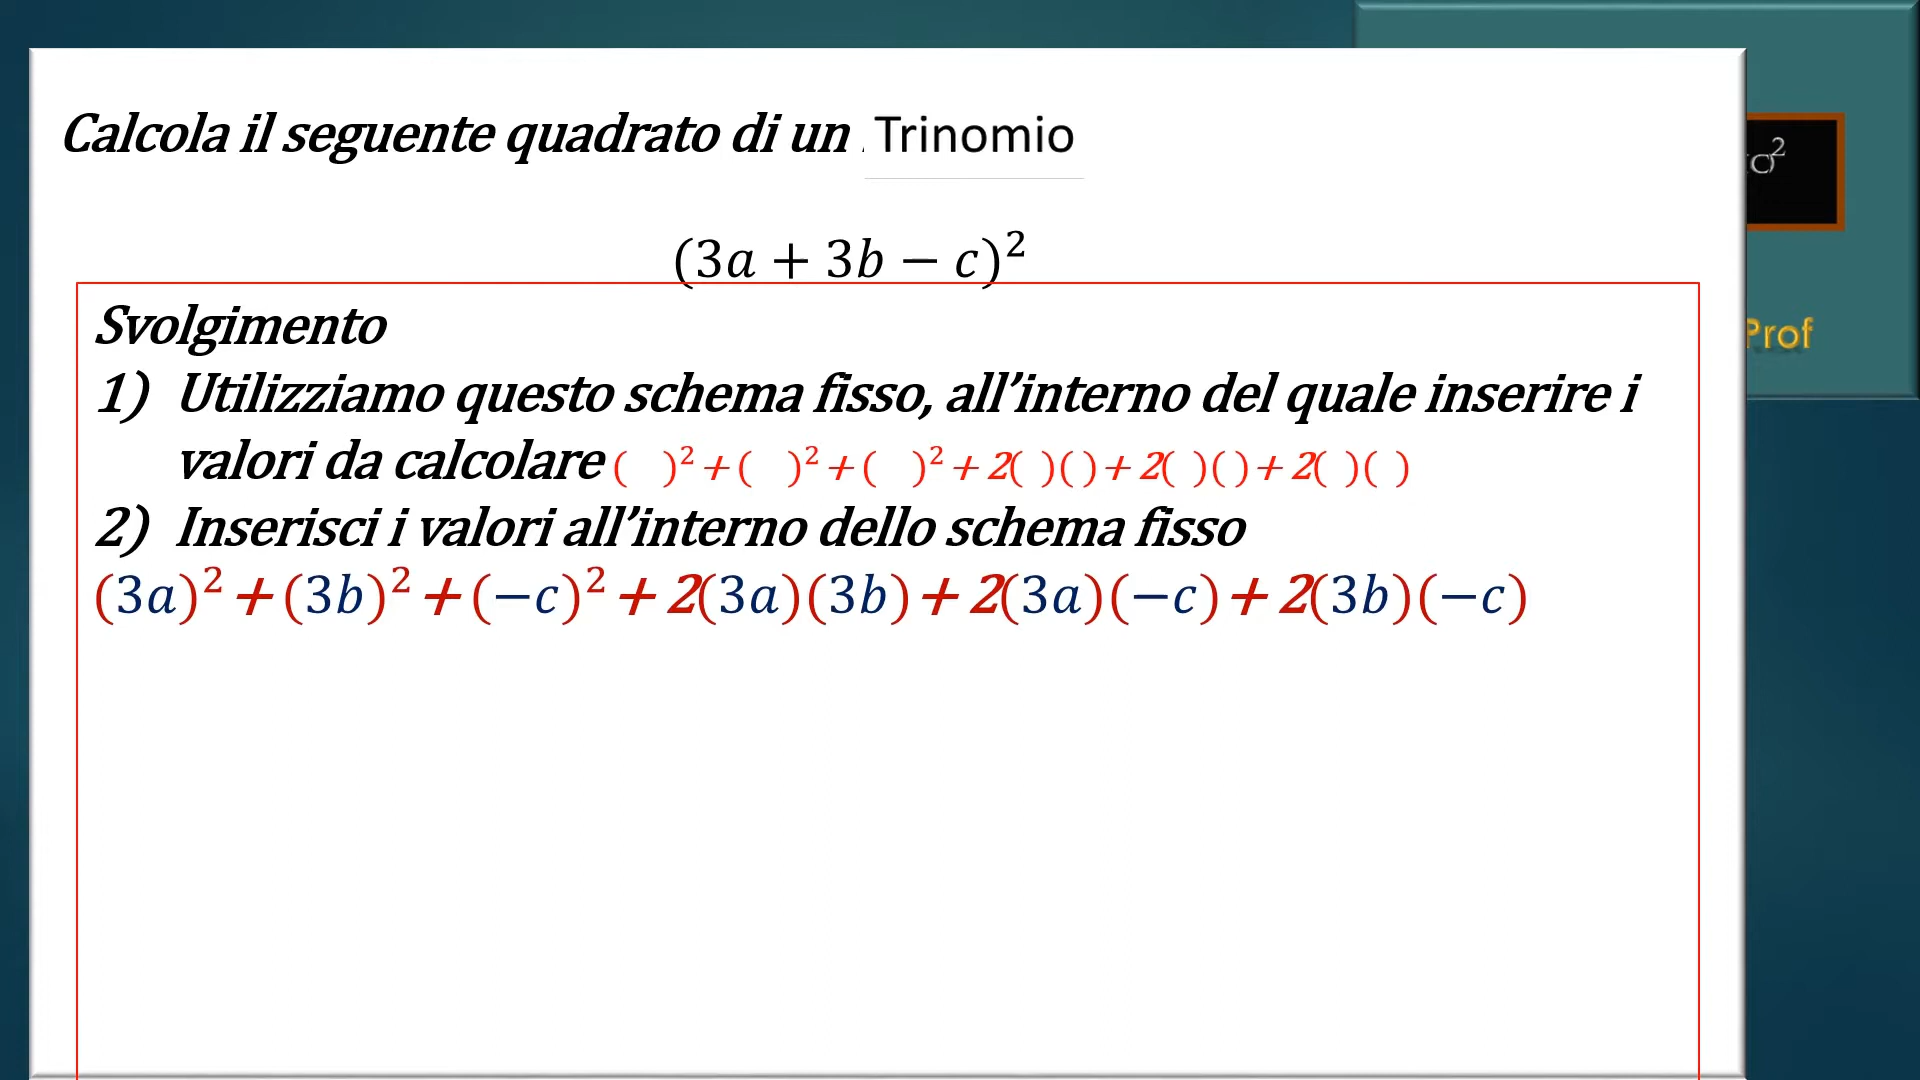 Calcola il seguente quadrato di un Trinomio
(3a + 3b − c)²
Svolgimento
1) Utilizziamo questo schema fisso, all’interno del quale inserire i
valori da calcolare ( )² + ( )² + ( )² + 2( )( ) + 2( )( ) + 2( )( )
2) Inserisci i valori all’interno dello schema fisso
(3a)² + (3b)² + (−c)² + 2(3a)(3b) + 2(3a)(−c) + 2(3b)(−c)
c)²
Prof